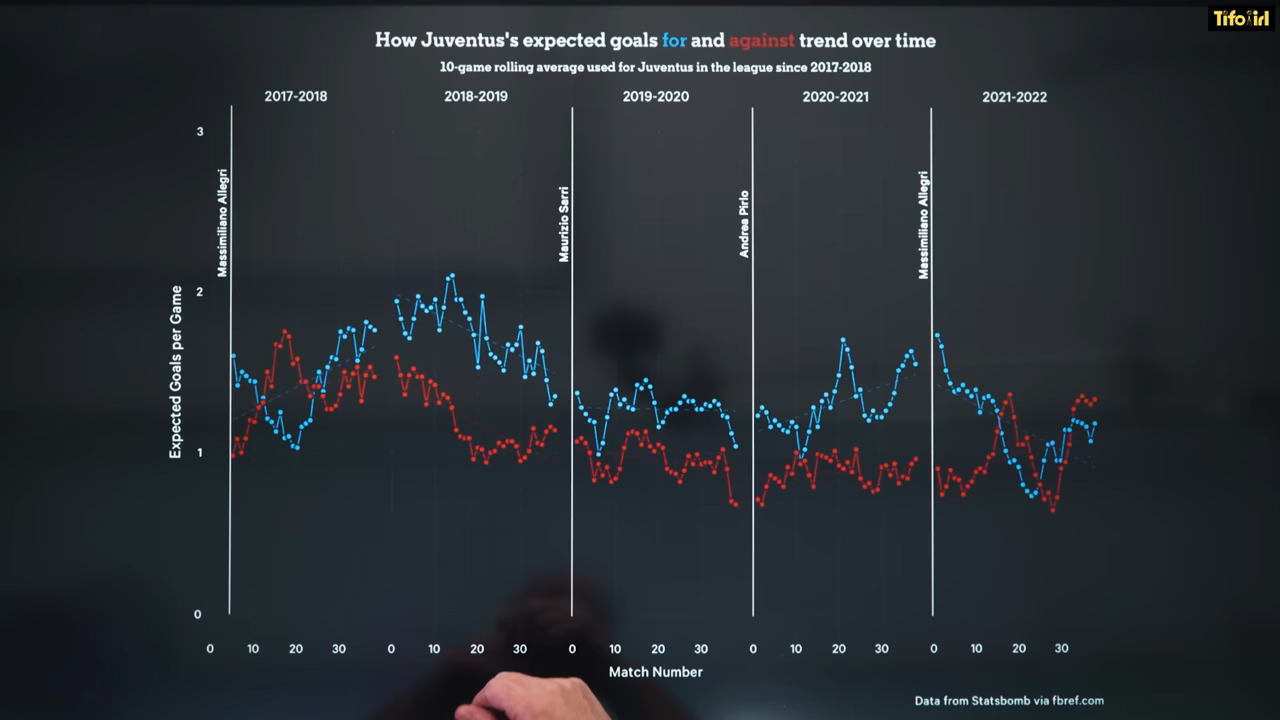 Tifo irl
How Juventus's expected goals for and against trend over time
10-game rolling average used for Juventus in the league since 2017-2018
2017-2018 2018-2019 2019-2020 2020-2021 2021-2022
3
2
1
0
Expected Goals per Game
Massimiliano Allegri
Maurizio Sarri
Andrea Pirlo
Massimiliano Allegri
0 10 20 30 0 10 20 30 0 10 20 30 0 10 20 30 0 10 20 30
Match Number
Data from Statsbomb via fbref.com